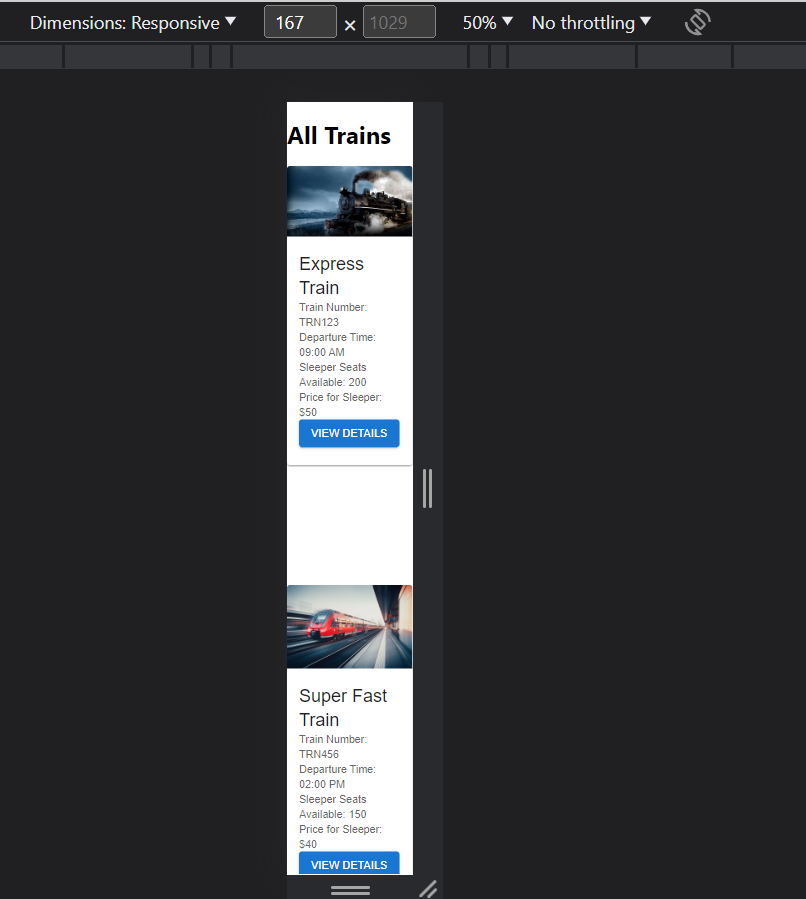 Dimensions: Responsive 167 × 1029 50% No throttling
All Trains
Express
Train
Train Number:
TRN123
Departure Time:
09:00 AM
Sleeper Seats
Available: 200
Price for Sleeper:
$50
VIEW DETAILS
Super Fast
Train
Train Number:
TRN456
Departure Time:
02:00 PM
Sleeper Seats
Available: 150
Price for Sleeper:
$40
VIEW DETAILS